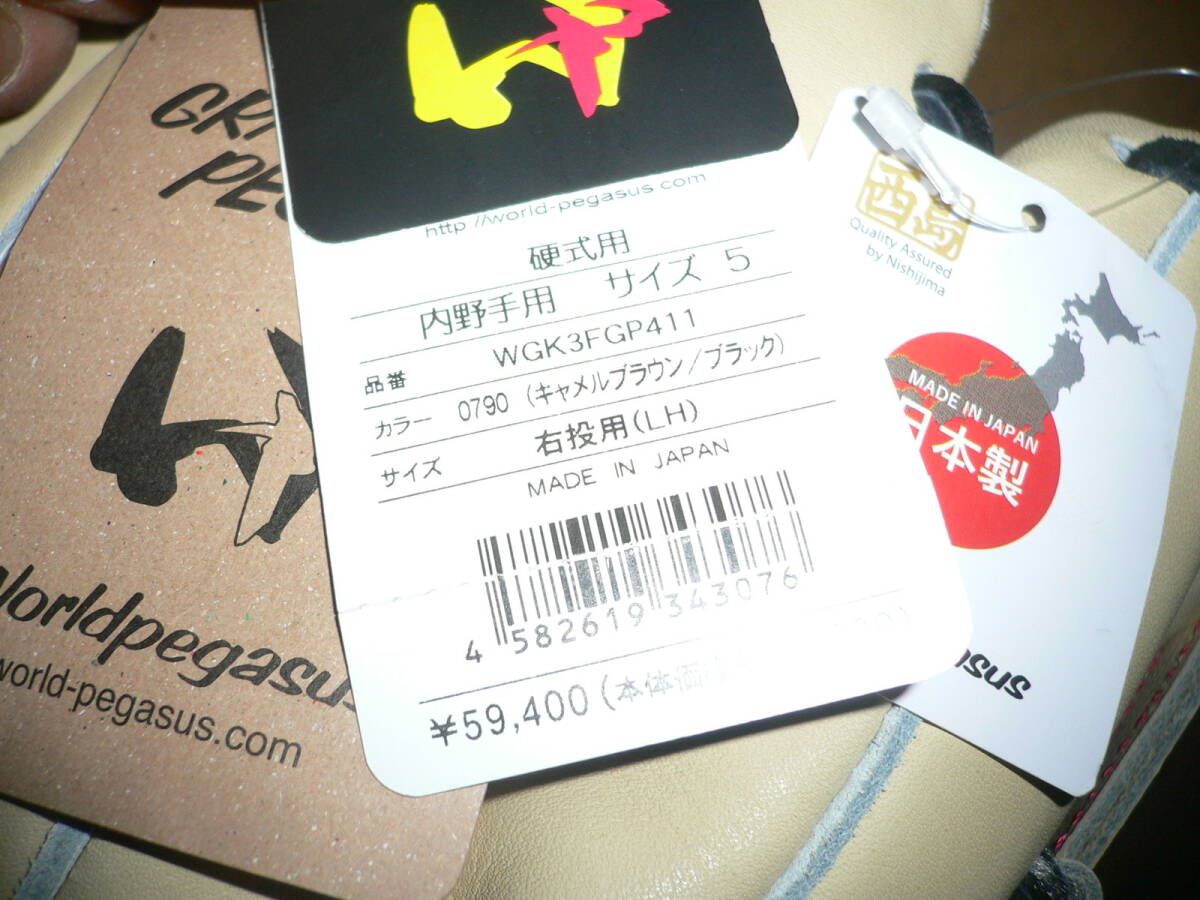 http://world-pegasus.com
硬式用
内野手用 サイズ 5
品番 WGK3FGP411
カラー 0790 (キャメルブラウン/ブラック)
サイズ 右投用(LH)
MADE IN JAPAN
4 582619 343076
¥59,400(本体価
Worldpegasus
world-pegasus.com
西島
Quality Assured
by Nishijima
MADE IN JAPAN
日本製